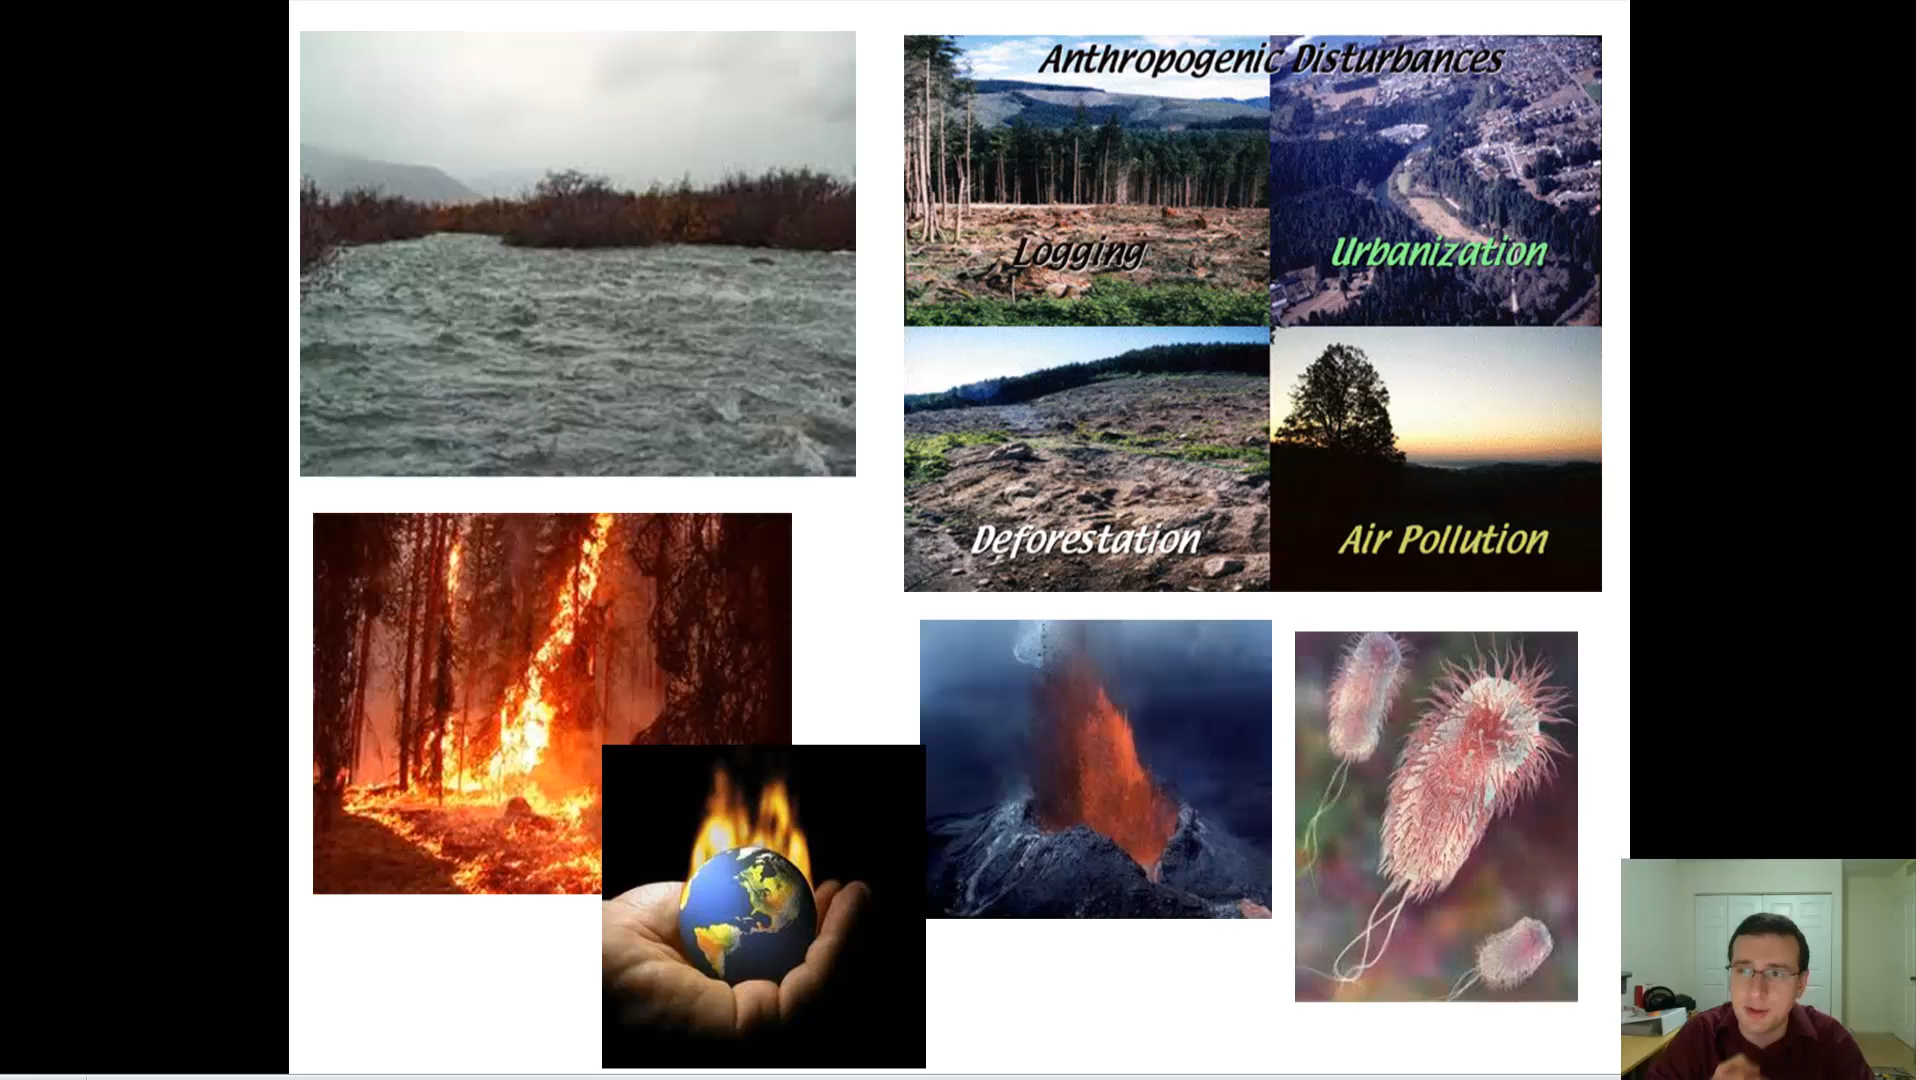 Anthropogenic Disturbances
Logging
Urbanization
Deforestation
Air Pollution